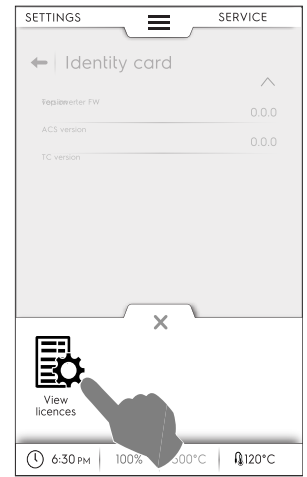 SETTINGS SERVICE
Identity card
FW
0.0.0
ACS version
0.0.0
TC version
View
licences
6:30 PM 100% 120°C